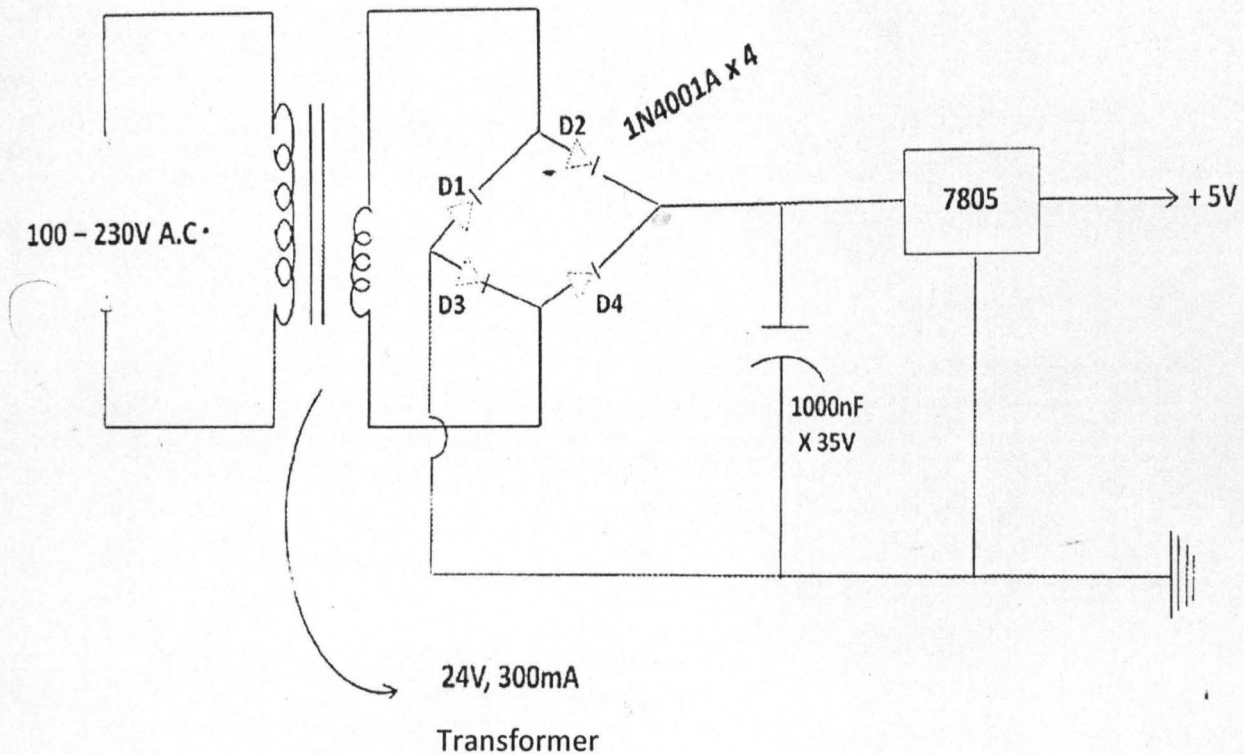 1N4001A x 4
D2
D1
7805
+ 5V
100 – 230V A.C
D3
D4
1000nF
X 35V
24V, 300mA
Transformer